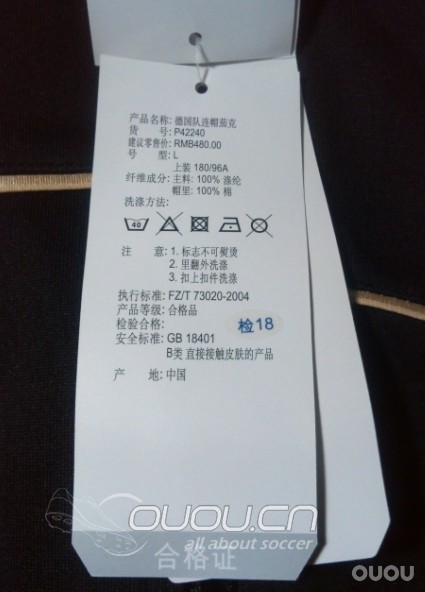 产品名称: 德国队连帽茄克
货 号: P42240
建议零售价: RMB480.00
号 型: L
上装 180/96A
纤维成分: 主料: 100% 涤纶
帽里: 100% 棉
洗涤方法:
40
注 意: 1. 标志不可熨烫
2. 里翻外洗涤
3. 扣上扣件洗涤
执行标准: FZ/T 73020-2004
产品等级: 合格品
检验合格: 检18
安全标准: GB 18401
B类 直接接触皮肤的产品
产 地: 中国
OUOU.CN
all about soccer
合格证
OUOU